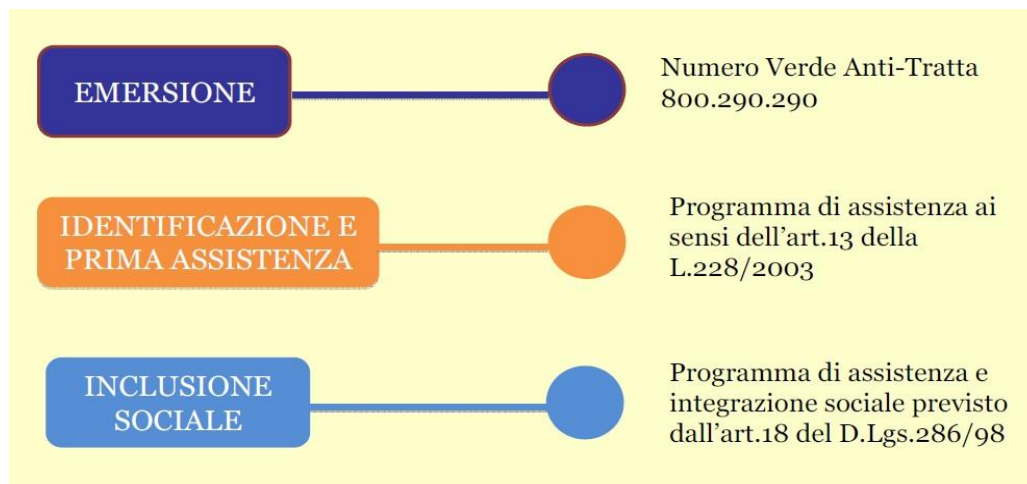 EMERSIONE
Numero Verde Anti-Tratta
800.290.290
IDENTIFICAZIONE E
PRIMA ASSISTENZA
Programma di assistenza ai
sensi dell'art.13 della
L.228/2003
INCLUSIONE
SOCIALE
Programma di assistenza e
integrazione sociale previsto
dall'art.18 del D.Lgs.286/98